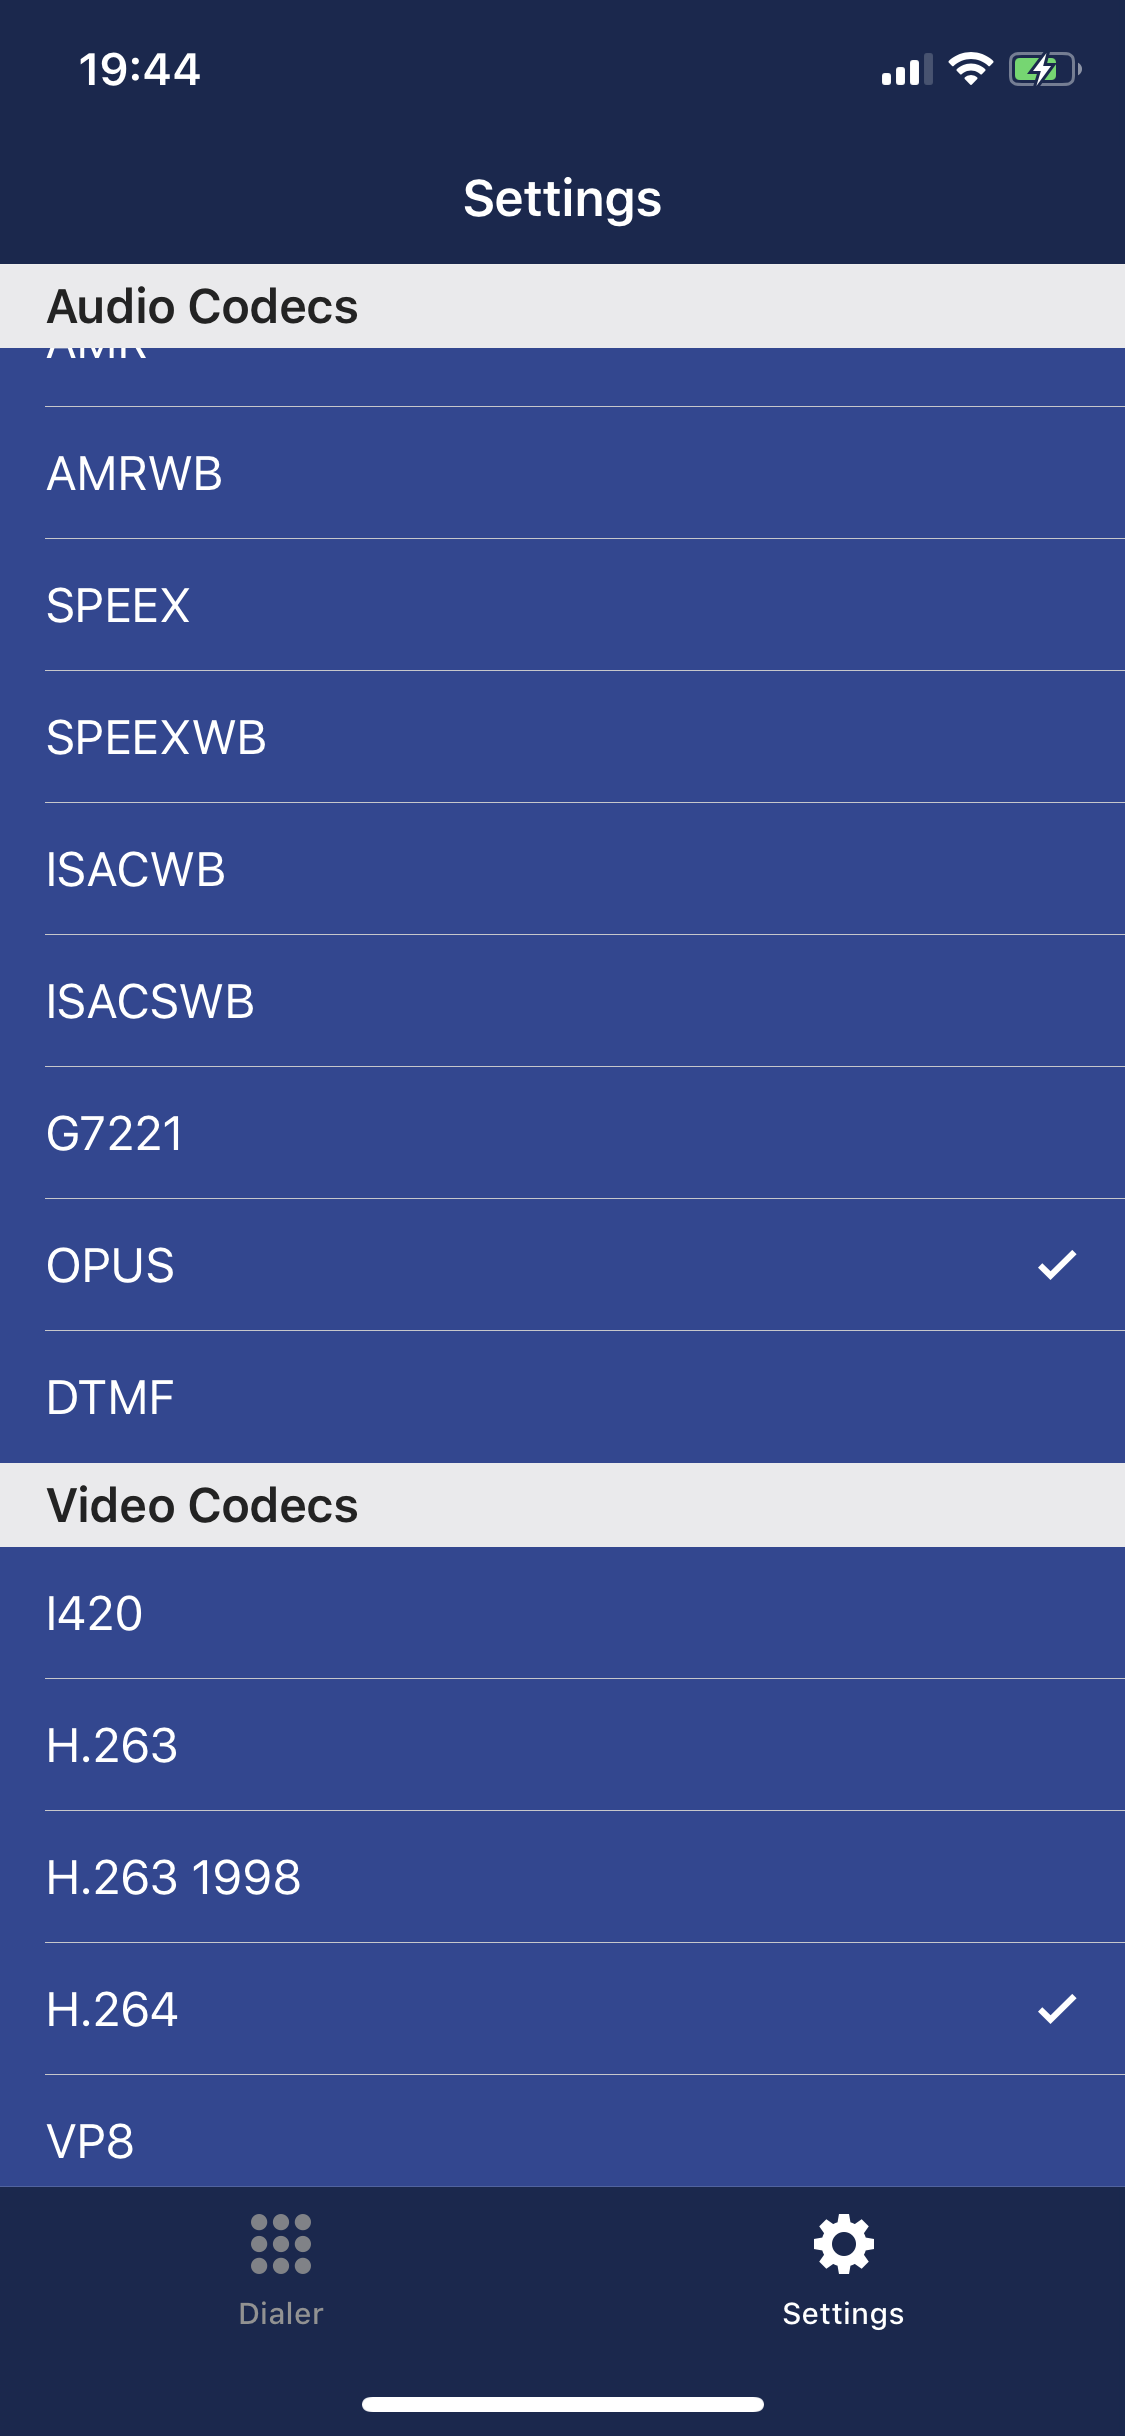 19:44
Settings
Audio Codecs
AMR
AMRWB
SPEEX
SPEEXWB
ISACWB
ISACSWB
G7221
OPUS
DTMF
Video Codecs
I420
H.263
H.263 1998
H.264
VP8
Dialer
Settings